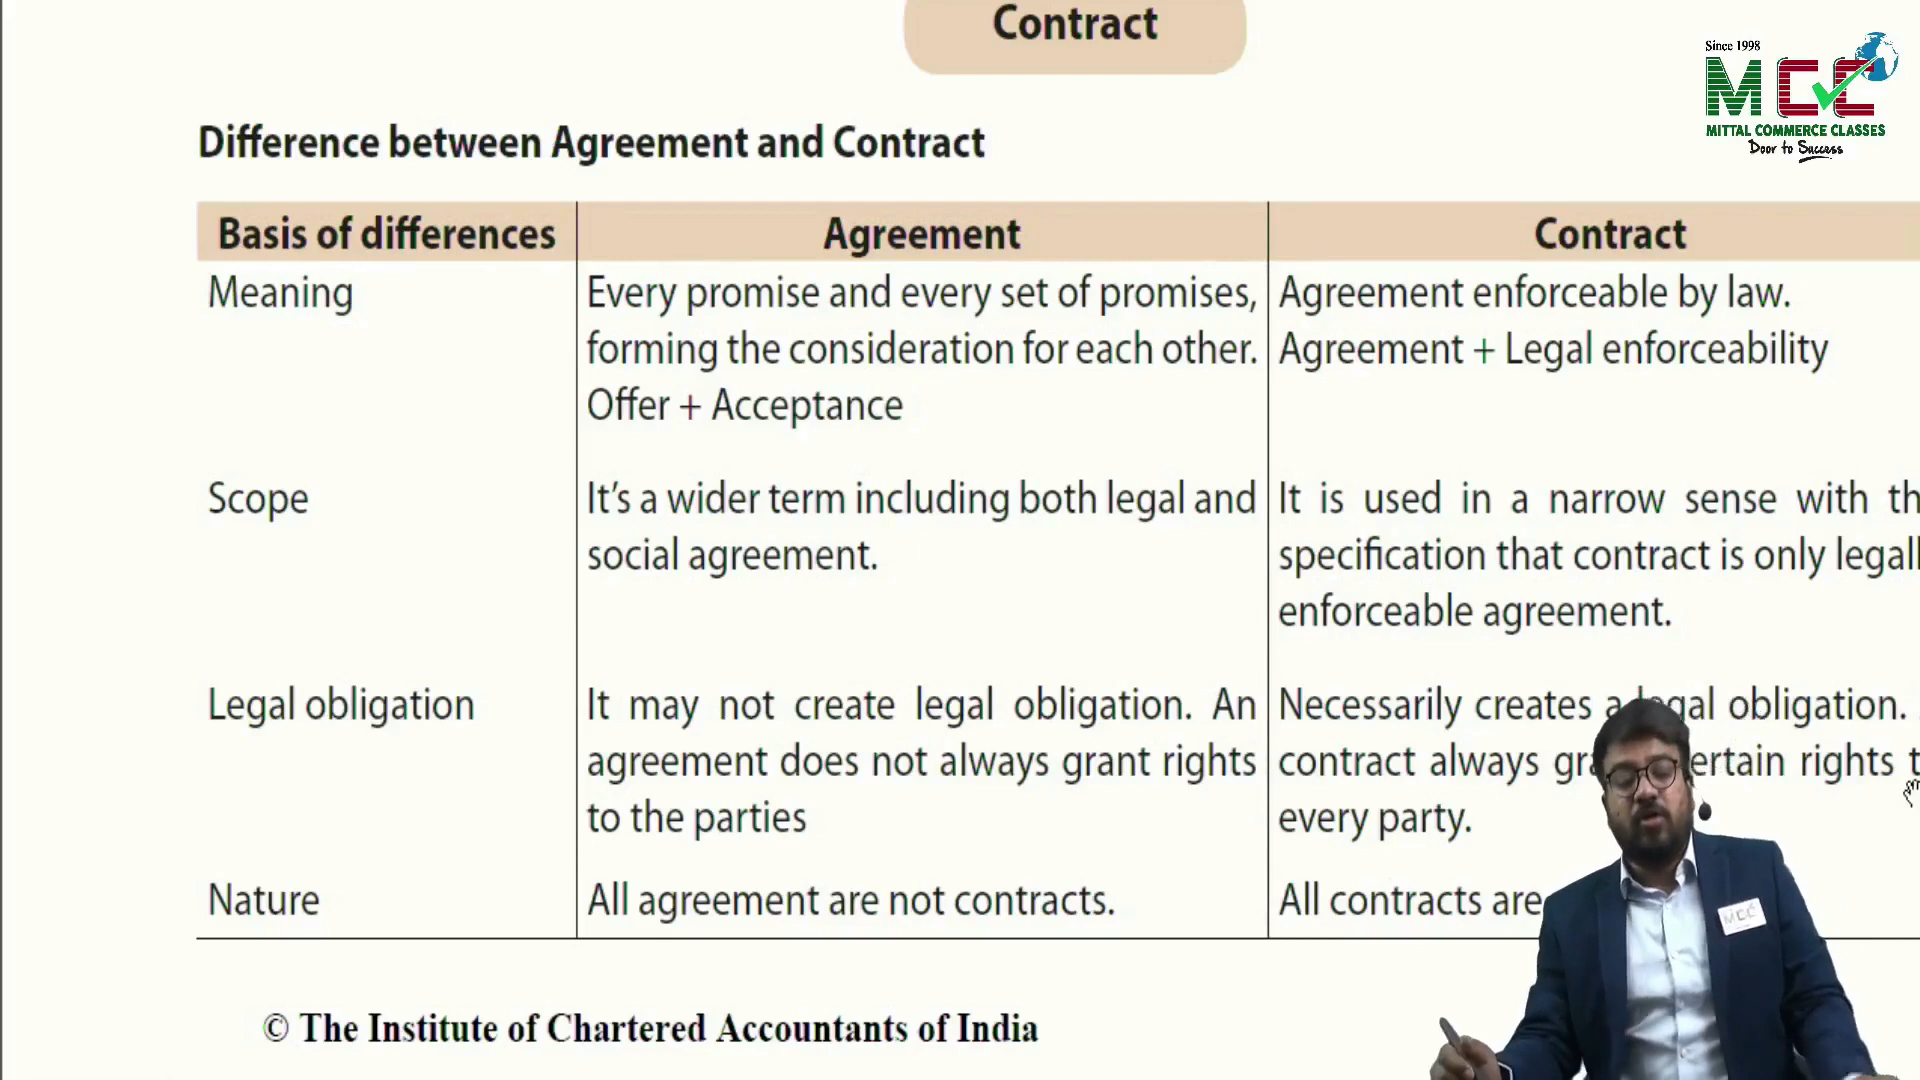 Contract
Since 1998
MCC
MITTAL COMMERCE CLASSES
Door to Success
Difference between Agreement and Contract
Basis of differences Agreement Contract
Meaning Every promise and every set of promises, Agreement enforceable by law.
forming the consideration for each other. Agreement + Legal enforceability
Offer + Acceptance
Scope It's a wider term including both legal and It is used in a narrow sense with
social agreement. specification that contract is only
enforceable agreement.
Legal obligation It may not create legal obligation. An Necessarily creates a legal obligation.
agreement does not always grant rights contract always rights
to the parties every party.
Nature All agreement are not contracts. All contracts are
MCC
© The Institute of Chartered Accountants of India